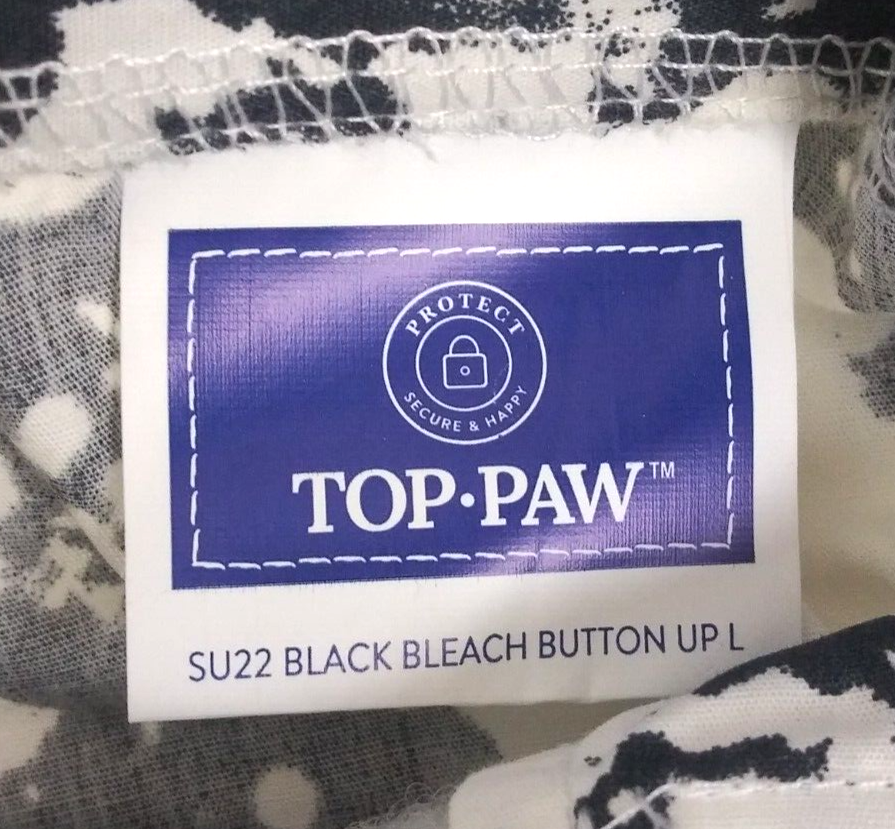 PROTECT
SECURE & HAPPY
TOP•PAW™
SU22 BLACK BLEACH BUTTON UP L